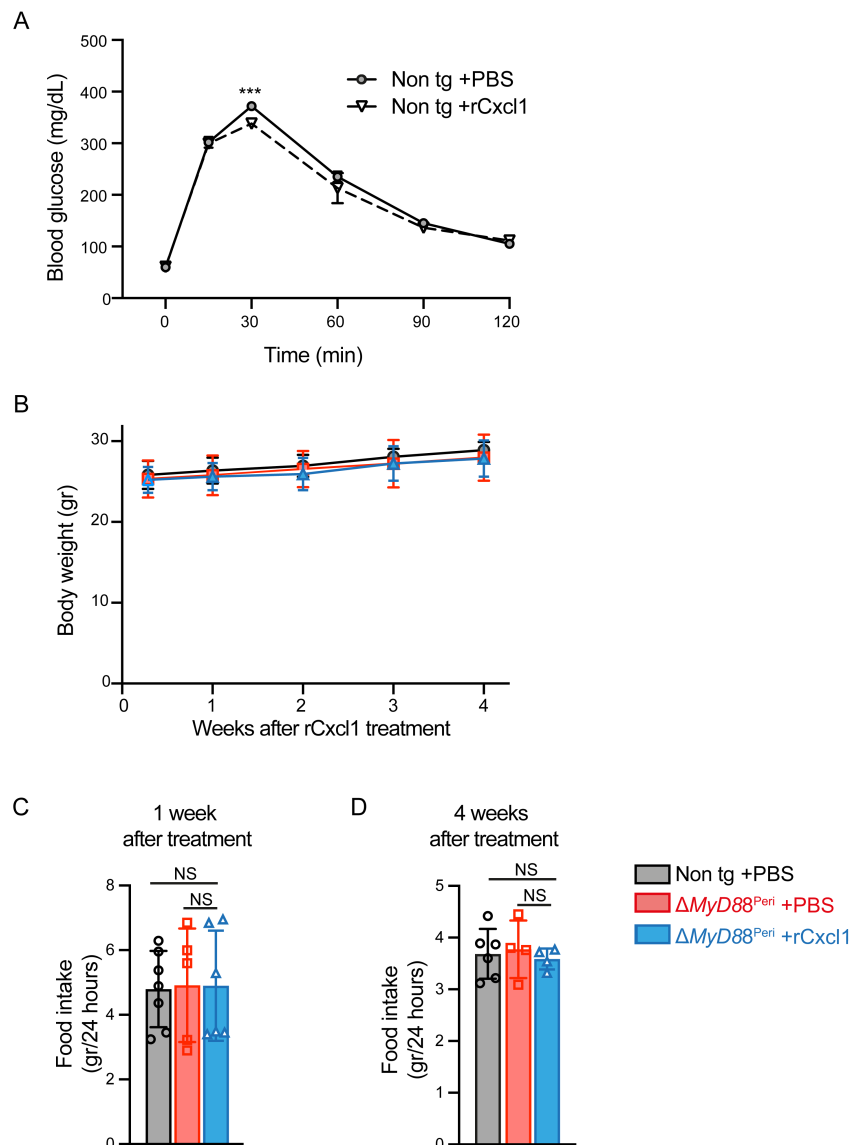 A
500
400
300
200
100
0
Blood glucose (mg/dL)
***
Non tg +PBS
Non tg +rCxcl1
0 30 60 90 120
Time (min)
B
30
20
10
0
Body weight (gr)
0 1 2 3 4
Weeks after rCxcl1 treatment
C
1 week
after treatment
NS
NS
8
6
4
2
0
Food intake
(gr/24 hours)
D
4 weeks
after treatment
NS
NS
5
4
3
2
1
0
Food intake
(gr/24 hours)
Non tg +PBS
ΔMyD88ᴾᵉʳⁱ +PBS
ΔMyD88ᴾᵉʳⁱ +rCxcl1